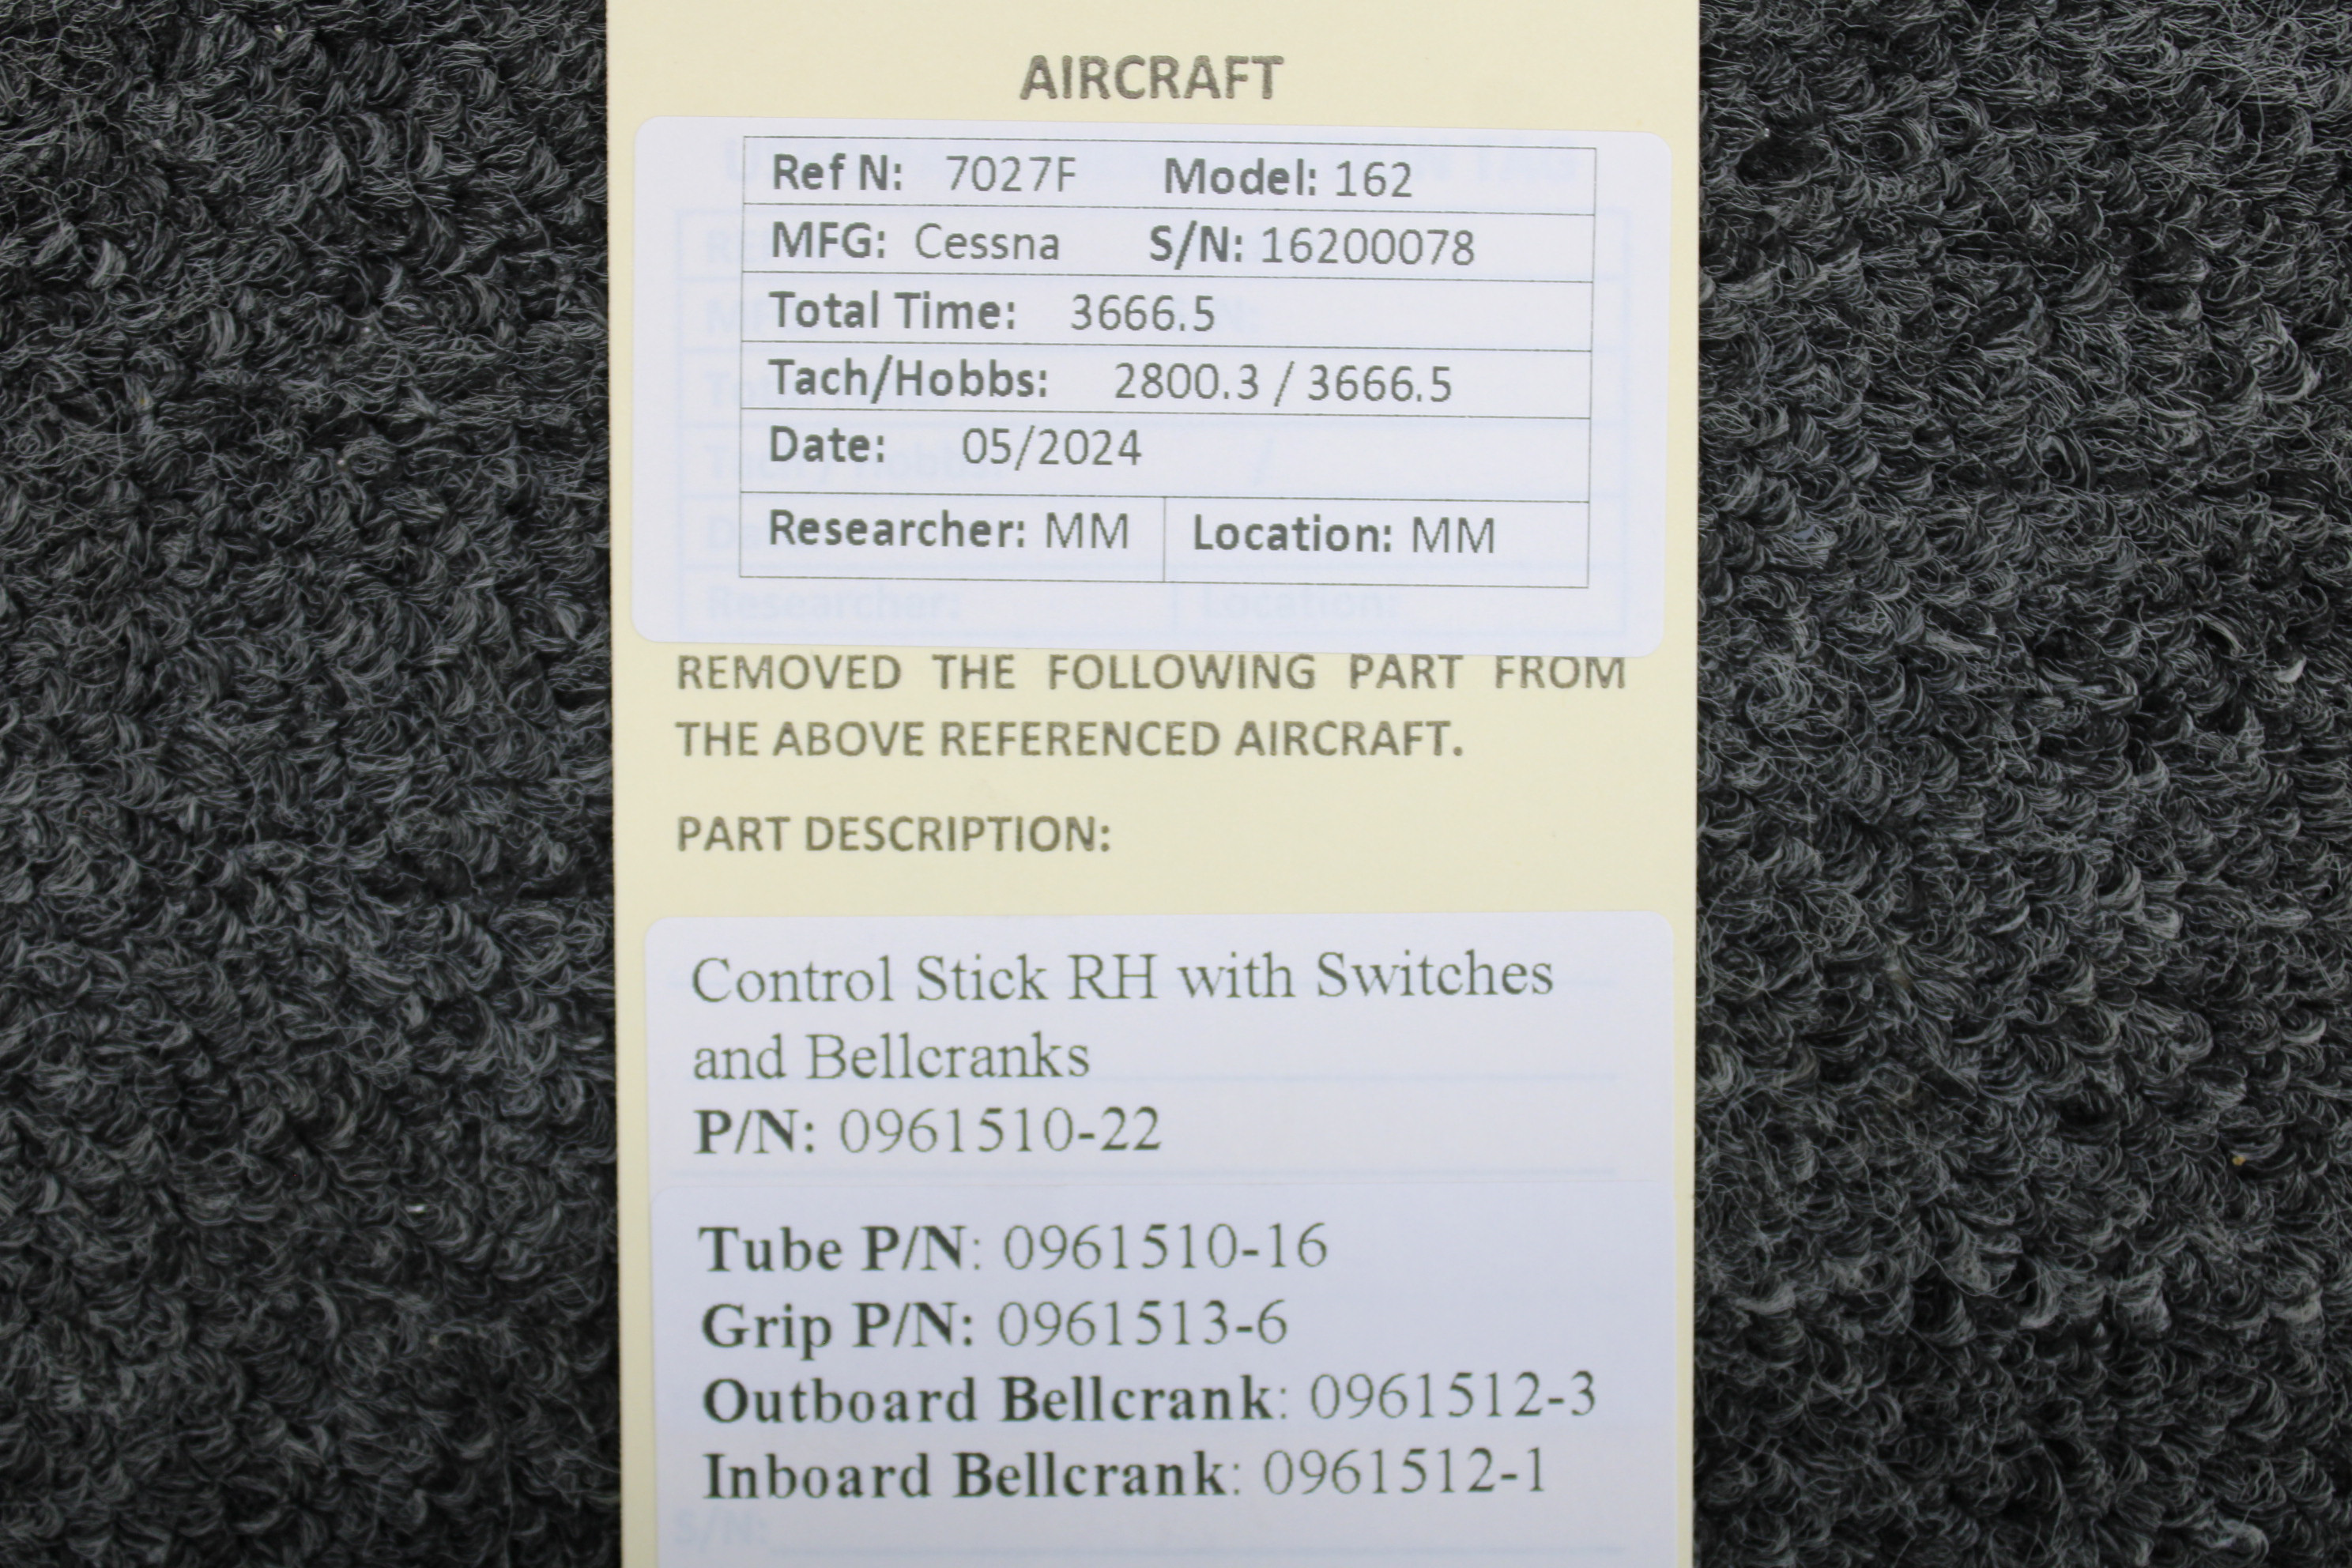 AIRCRAFT
Ref N: 7027F Model: 162
MFG: Cessna S/N: 16200078
Total Time: 3666.5
Tach/Hobbs: 2800.3 / 3666.5
Date: 05/2024
Researcher: MM Location: MM
Researcher: Location:
REMOVED THE FOLLOWING PART FROM
THE ABOVE REFERENCED AIRCRAFT.
PART DESCRIPTION:
Control Stick RH with Switches
and Bellcranks
P/N: 0961510-22
Tube P/N: 0961510-16
Grip P/N: 0961513-6
Outboard Bellcrank: 0961512-3
Inboard Bellcrank: 0961512-1
S/N: